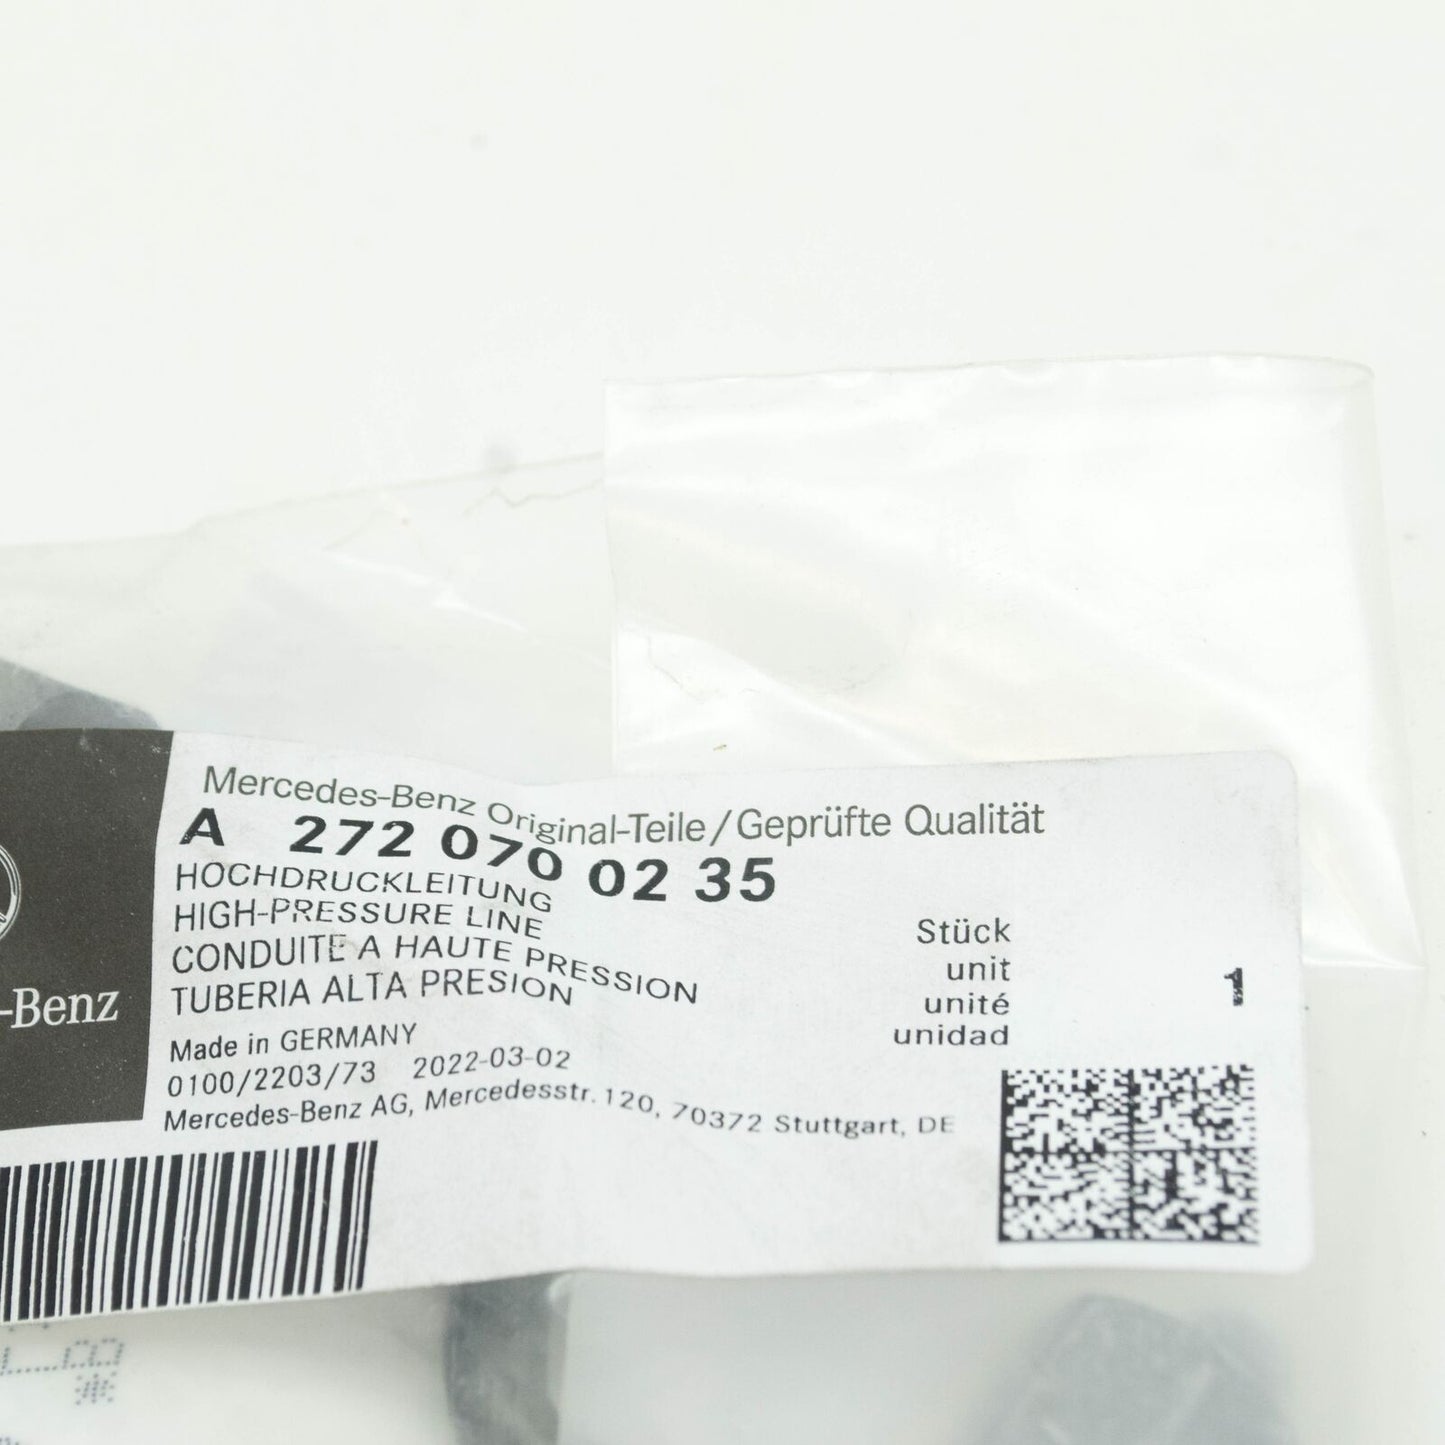 Mercedes-Benz Original-Teile/Geprüfte Qualität
A 272 070 02 35
HOCHDRUCKLEITUNG
HIGH-PRESSURE LINE
CONDUITE A HAUTE PRESSION
TUBERIA ALTA PRESION
Stück
unit
unité
unidad
1
Made in GERMANY
0100/2203/73 2022-03-02
Mercedes-Benz AG, Mercedesstr. 120, 70372 Stuttgart, DE
-Benz